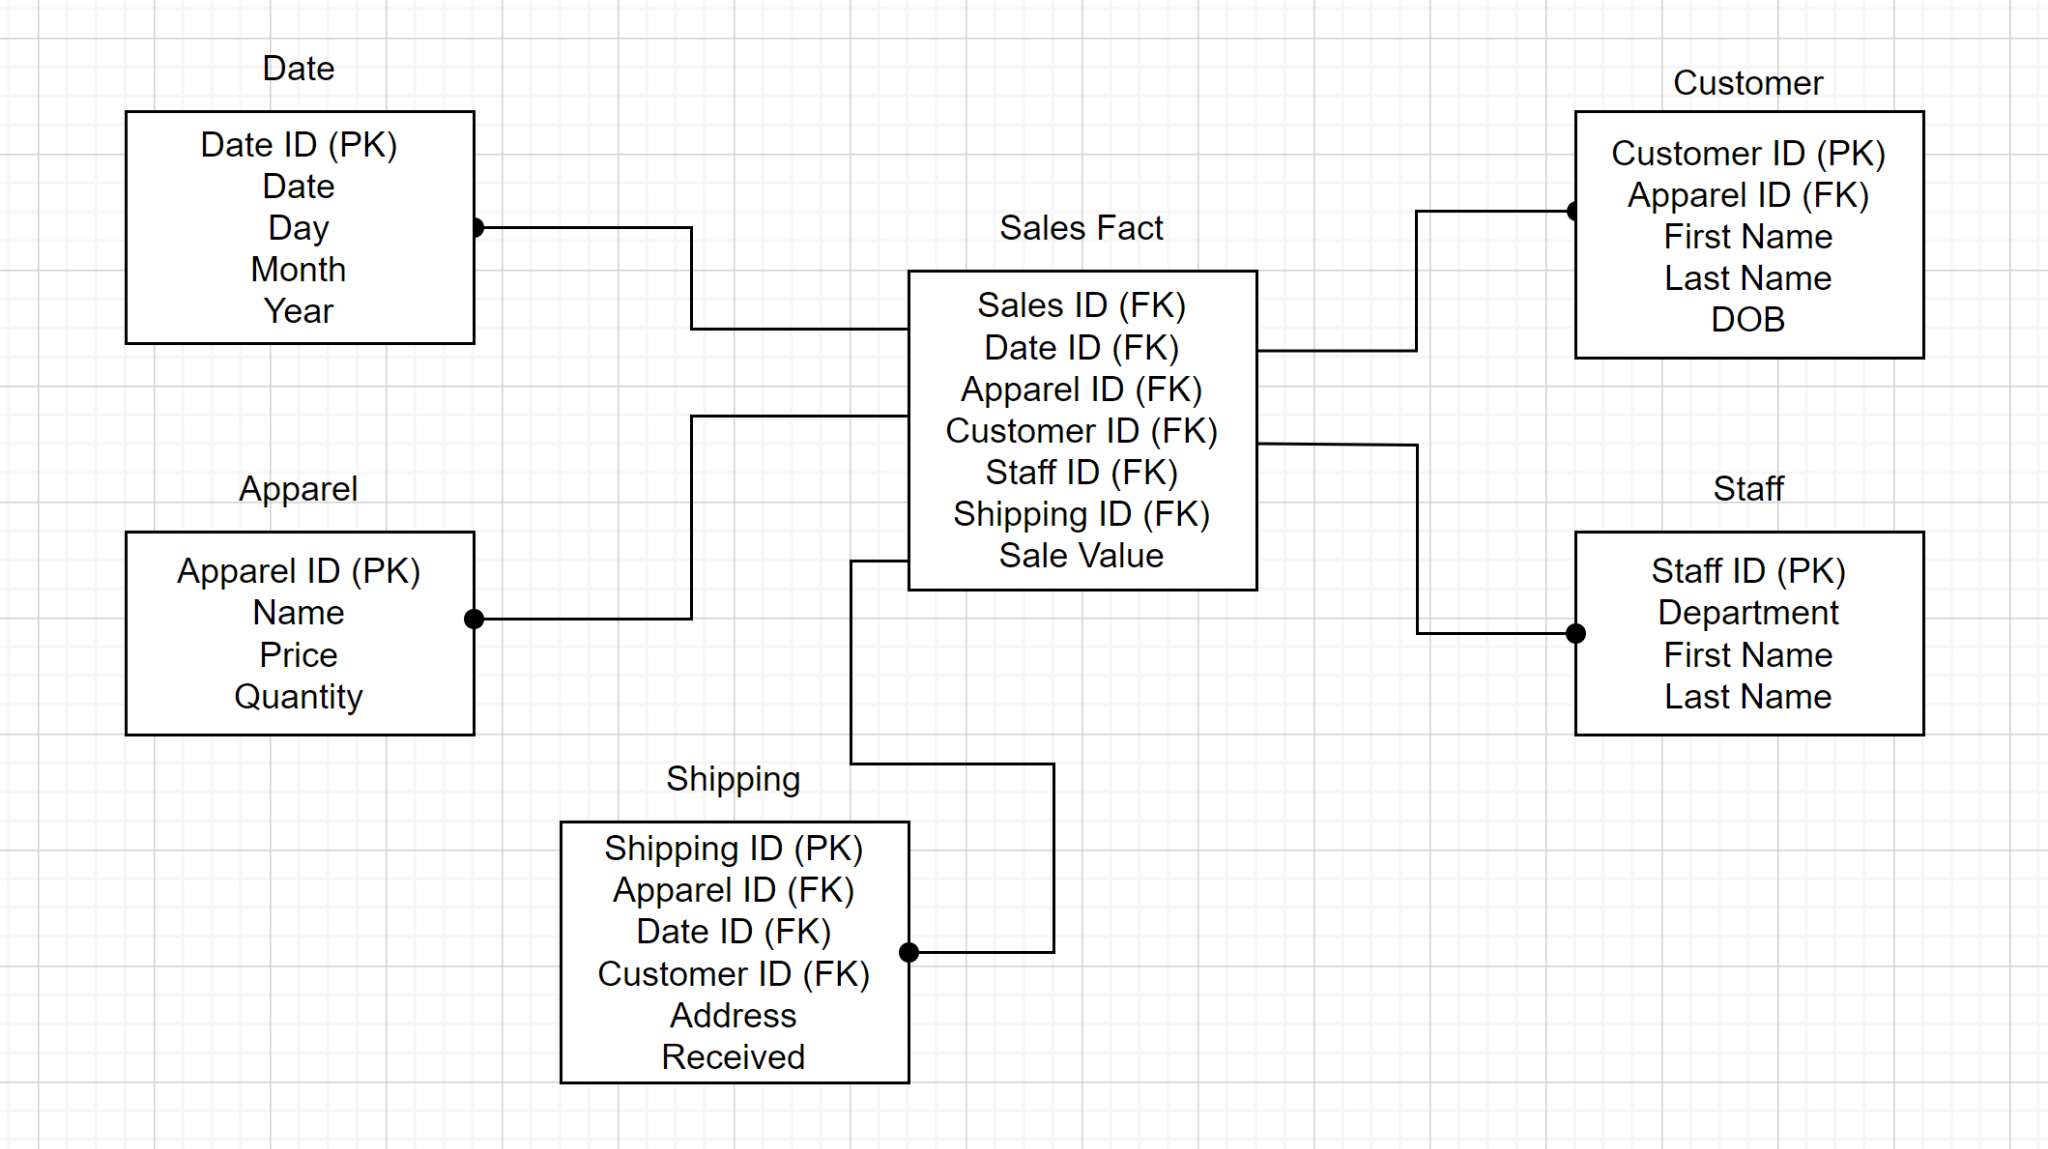 Date
Date ID (PK)
Date
Day
Month
Year
Customer
Customer ID (PK)
Apparel ID (FK)
First Name
Last Name
DOB
Sales Fact
Sales ID (FK)
Date ID (FK)
Apparel ID (FK)
Customer ID (FK)
Staff ID (FK)
Shipping ID (FK)
Sale Value
Apparel
Apparel ID (PK)
Name
Price
Quantity
Staff
Staff ID (PK)
Department
First Name
Last Name
Shipping
Shipping ID (PK)
Apparel ID (FK)
Date ID (FK)
Customer ID (FK)
Address
Received